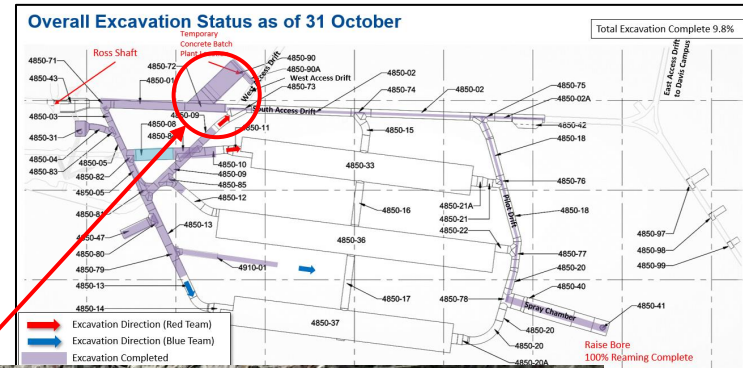 Overall Excavation Status as of 31 October
Total Excavation Complete 9.8%
Temporary
Concrete Batch
Ross Shaft
4850-90
4850-90A
West Access Drift
West Access Drift
4850-73
4850-71
4850-72
4850-43
4850-01
4850-02
4850-74
4850-02
4850-75
4850-02A
East Access Drift
to Davis Campus
South Access Drift
4850-03
4850-09
4850-11
4850-08
4850-15
4850-42
4850-31
4850-18
4850-04
4850-83
4850-05
4850-10
4850-33
4850-82
4850-09
4850-85
4850-76
4850-05
4850-12
4850-21A
4850-21
4850-16
Pilot Drift
4850-18
4850-81
4850-13
4850-22
4850-97
4850-47
4850-36
4850-98
4850-80
4850-77
4850-99
4850-79
4910-01
4850-20
4850-40
4850-13
4850-17
4850-78
4850-41
Spray Chamber
4850-14
4850-37
4850-20
4850-20
4850-20A
Raise Bore
100% Reaming Complete
Excavation Direction (Red Team)
Excavation Direction (Blue Team)
Excavation Completed